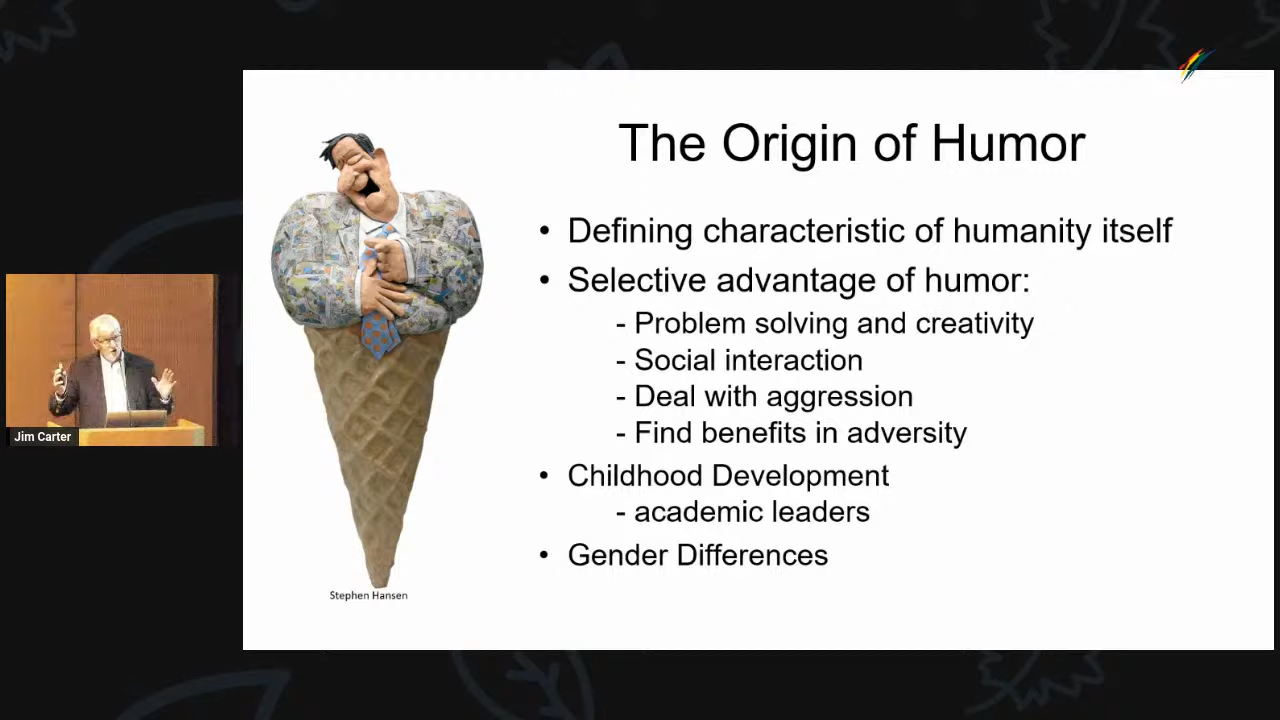 The Origin of Humor
• Defining characteristic of humanity itself
• Selective advantage of humor:
- Problem solving and creativity
- Social interaction
- Deal with aggression
- Find benefits in adversity
• Childhood Development
- academic leaders
• Gender Differences
Stephen Hansen
Jim Carter